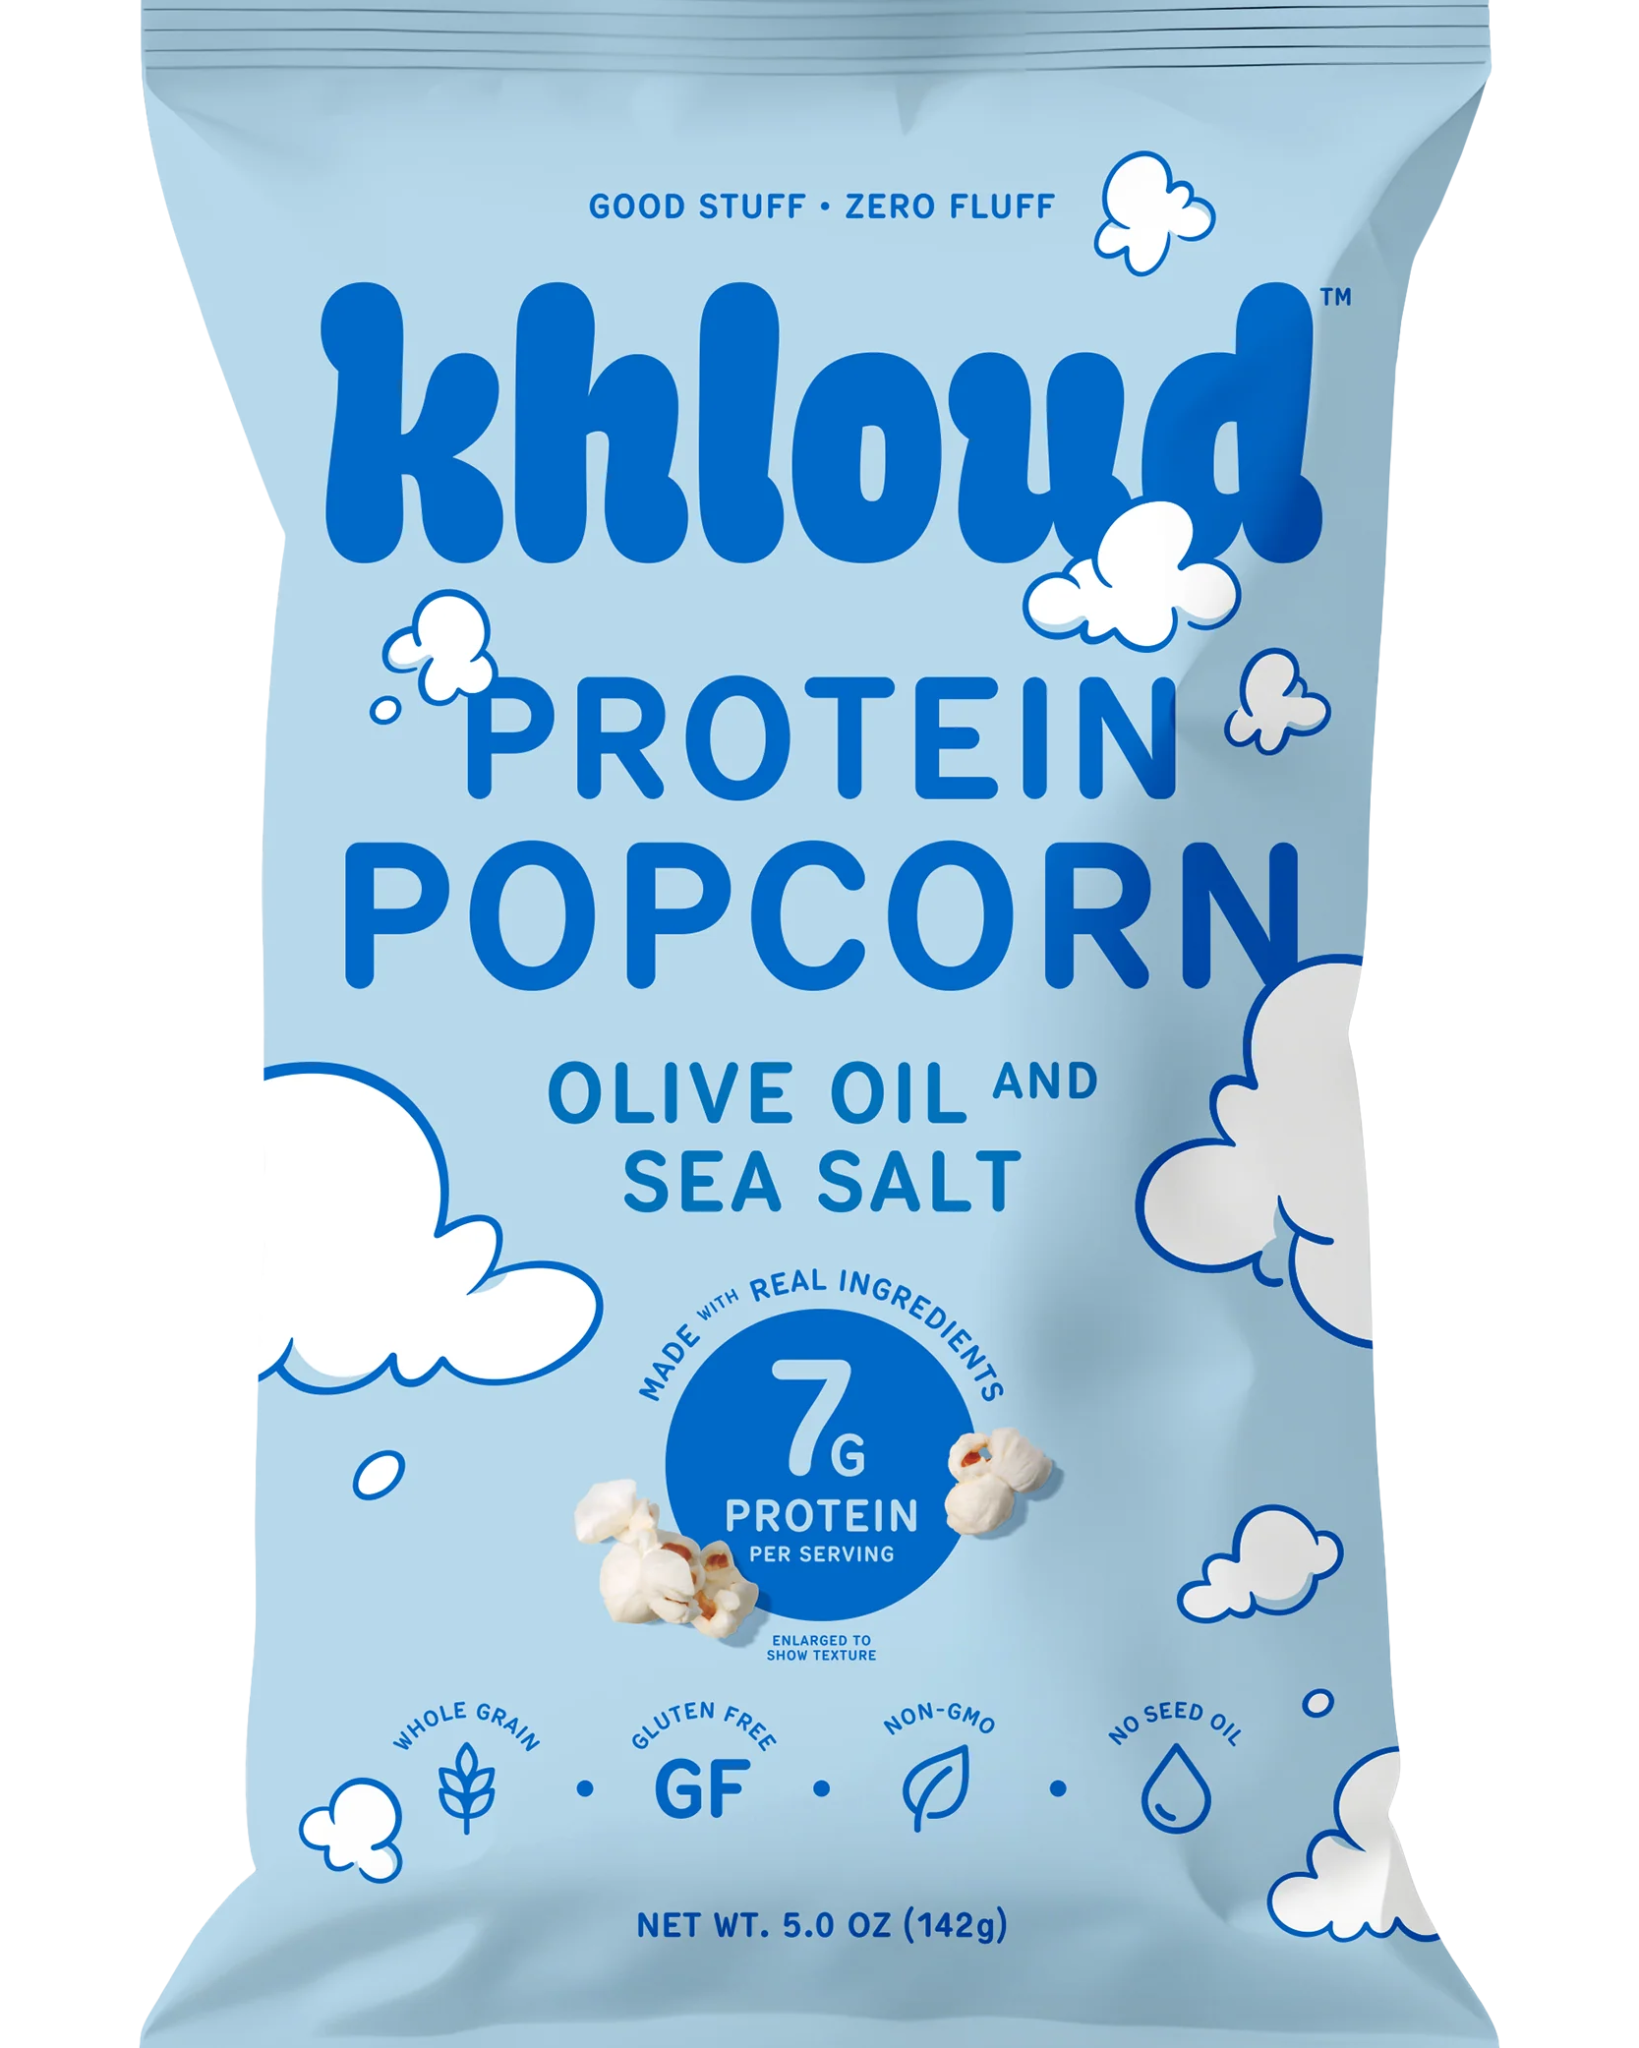 GOOD STUFF • ZERO FLUFF
khloud™
PROTEIN
POPCORN
OLIVE OIL AND
SEA SALT
MADE WITH REAL INGREDIENTS
7G
PROTEIN
PER SERVING
ENLARGED TO
SHOW TEXTURE
WHOLE GRAIN
GLUTEN FREE
NON-GMO
NO SEED OIL
GF
NET WT. 5.0 OZ (142g)